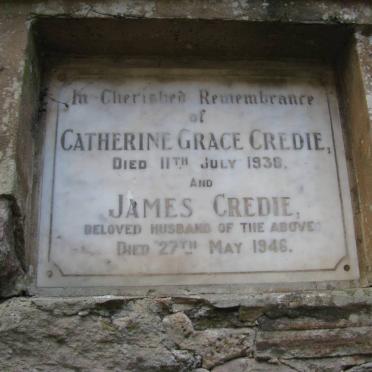 In Cherished Remembrance
of
CATHERINE GRACE CREDIE,
DIED 11TH JULY 1938.
AND
JAMES CREDIE,
BELOVED HUSBAND OF THE ABOVE
DIED 27TH MAY 1946.